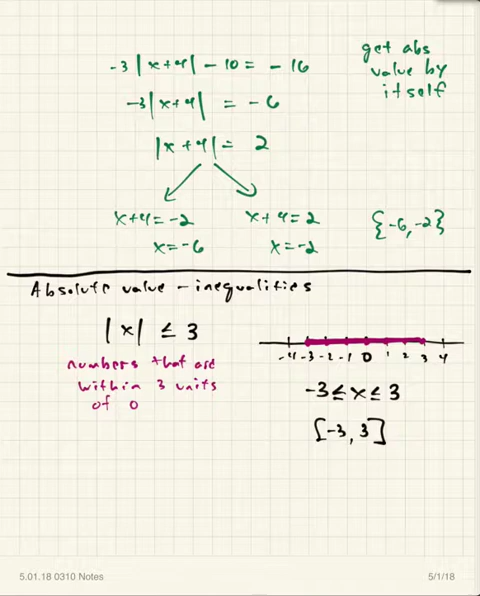 -3|x+4| - 10 = -16
get abs
value by
itself
-3|x+4| = -6
|x+4| = 2
x+4=-2
x+4=2
x=-6
x=-2
{-6,-2}
Absolute value - inequalities
|x| ≤ 3
numbers that are
within 3 units
of 0
-4 -3 -2 -1 0 1 2 3 4
-3 ≤ x ≤ 3
[-3, 3]
5.01.18 0310 Notes
5/1/18